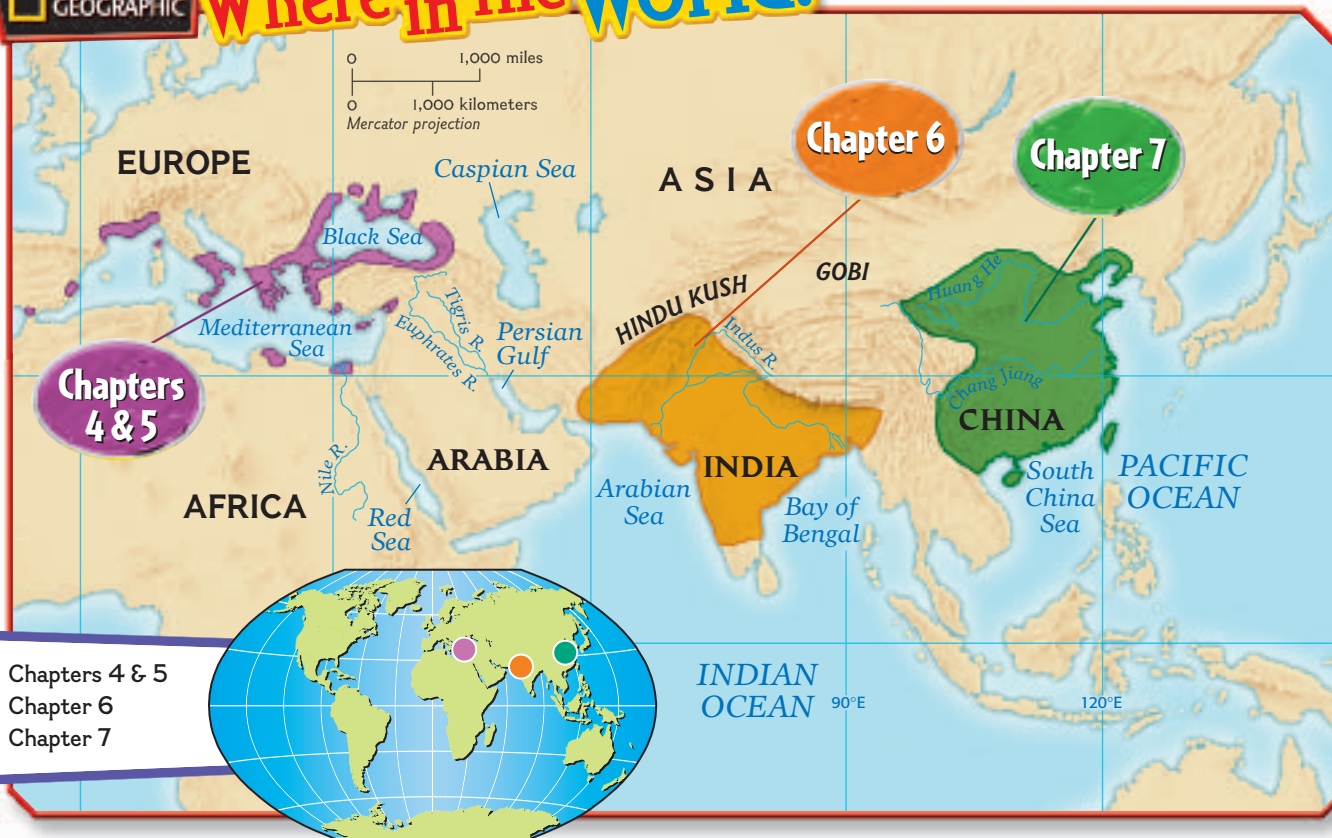 GEOGRAPHIC
Where in the World?
0 1,000 miles
0 1,000 kilometers
Mercator projection
EUROPE
Caspian Sea
ASIA
Chapter 6
Chapter 7
Black Sea
GOBI
Huang He
HINDU KUSH
Tigris R.
Euphrates R.
Mediterranean
Sea
Persian
Gulf
Indus R.
Chapters
4 & 5
Chang Jiang
CHINA
ARABIA
INDIA
Nile R.
AFRICA
Red
Sea
Arabian
Sea
Bay of
Bengal
South
China
Sea
PACIFIC
OCEAN
Chapters 4 & 5
Chapter 6
Chapter 7
INDIAN
OCEAN
90°E
120°E